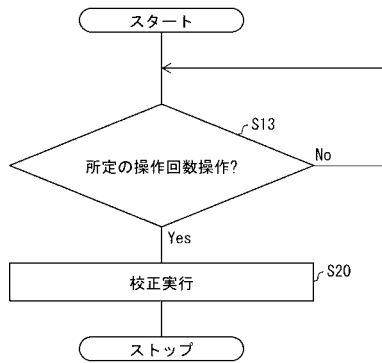 スタート
S13
所定の操作回数操作?
No
Yes
S20
校正実行
ストップ